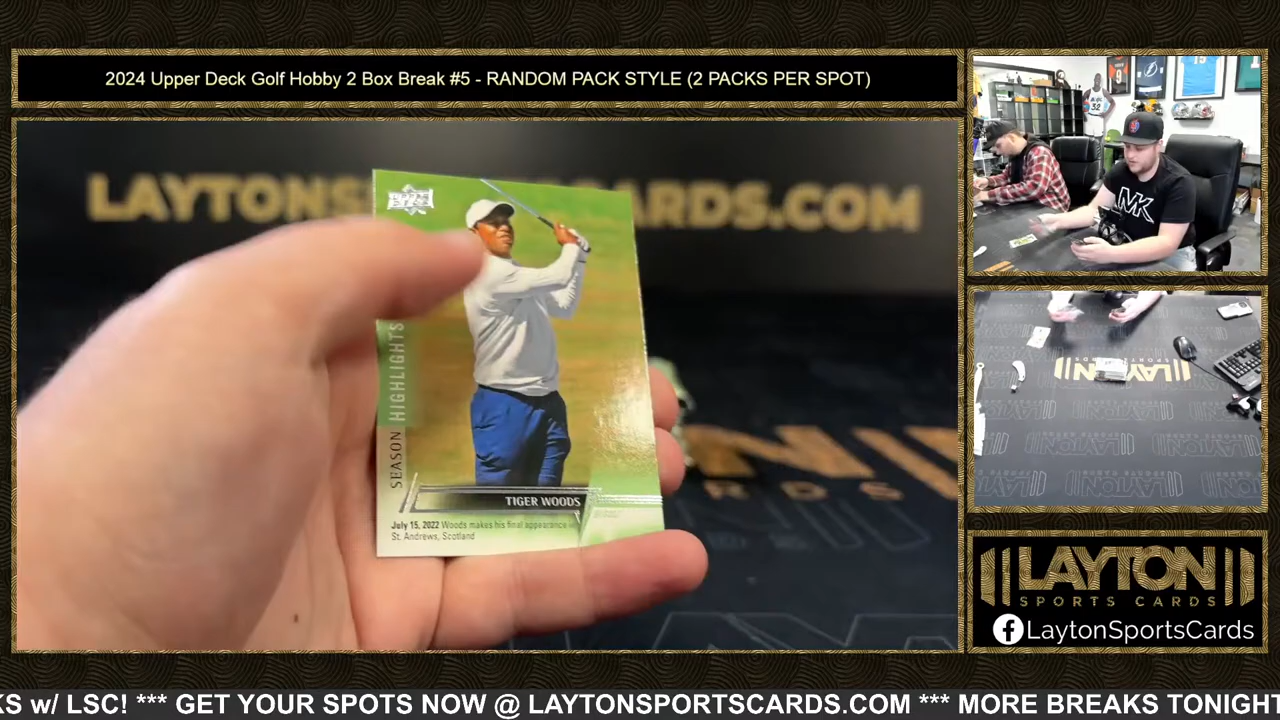 2024 Upper Deck Golf Hobby 2 Box Break #5 - RANDOM PACK STYLE (2 PACKS PER SPOT)
CARDS.COM
SEASON HIGHLIGHTS
TIGER WOODS
July 15, 2022 Woods makes his final appearance
St. Andrews, Scotland
LAYTON
SPORTS CARDS
LaytonSportsCards
KS w/ LSC! *** GET YOUR SPOTS NOW @ LAYTONSPORTSCARDS.COM *** MORE BREAKS TONIGHT